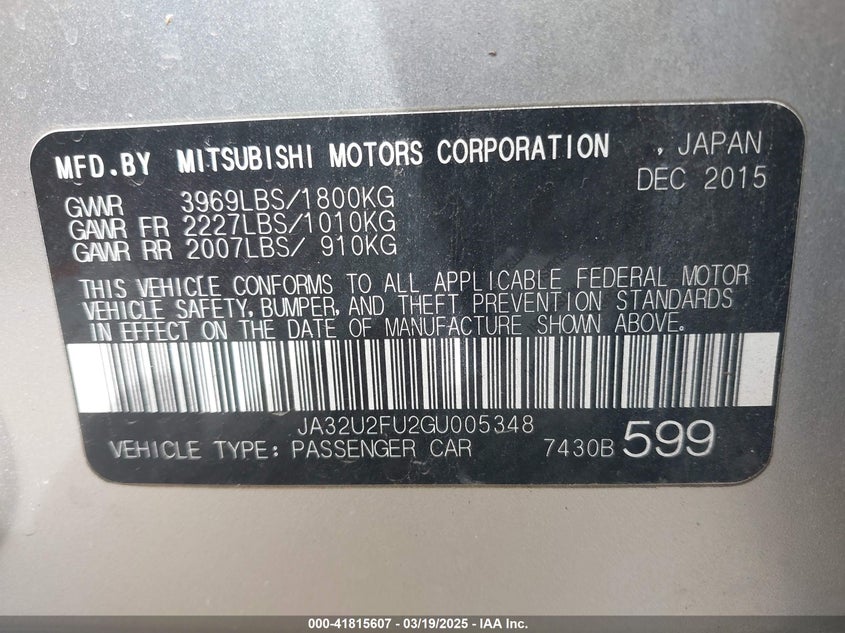 MFD.BY MITSUBISHI MOTORS CORPORATION , JAPAN
DEC 2015
GVWR 3969LBS/1800KG
GAWR FR 2227LBS/1010KG
GAWR RR 2007LBS/ 910KG
THIS VEHICLE CONFORMS TO ALL APPLICABLE FEDERAL MOTOR
VEHICLE SAFETY, BUMPER, AND THEFT PREVENTION STANDARDS
IN EFFECT ON THE DATE OF MANUFACTURE SHOWN ABOVE.
JA32U2FU2GU005348
VEHICLE TYPE: PASSENGER CAR 7430B 599
000-41815607 - 03/19/2025 - IAA Inc.